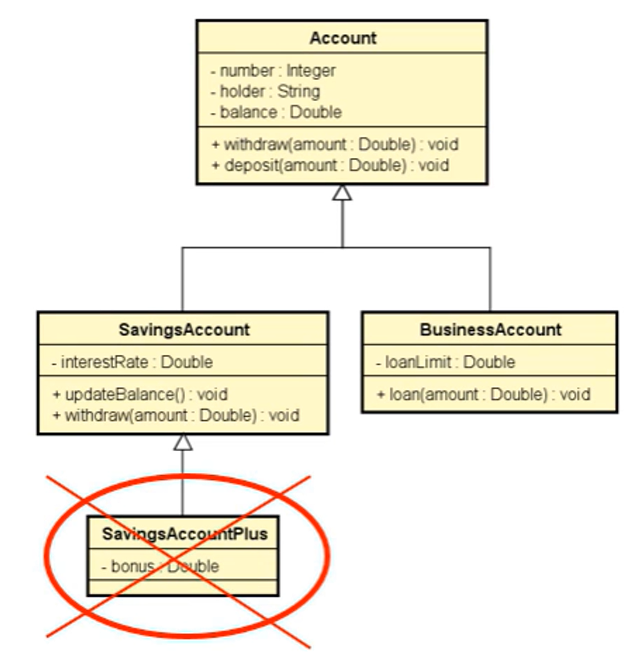 Account
- number : Integer
- holder : String
- balance : Double
+ withdraw(amount : Double) : void
+ deposit(amount : Double) : void
SavingsAccount
- interestRate : Double
+ updateBalance() : void
+ withdraw(amount : Double) : void
BusinessAccount
- loanLimit : Double
+ loan(amount : Double) : void
SavingsAccountPlus
- bonus : Double